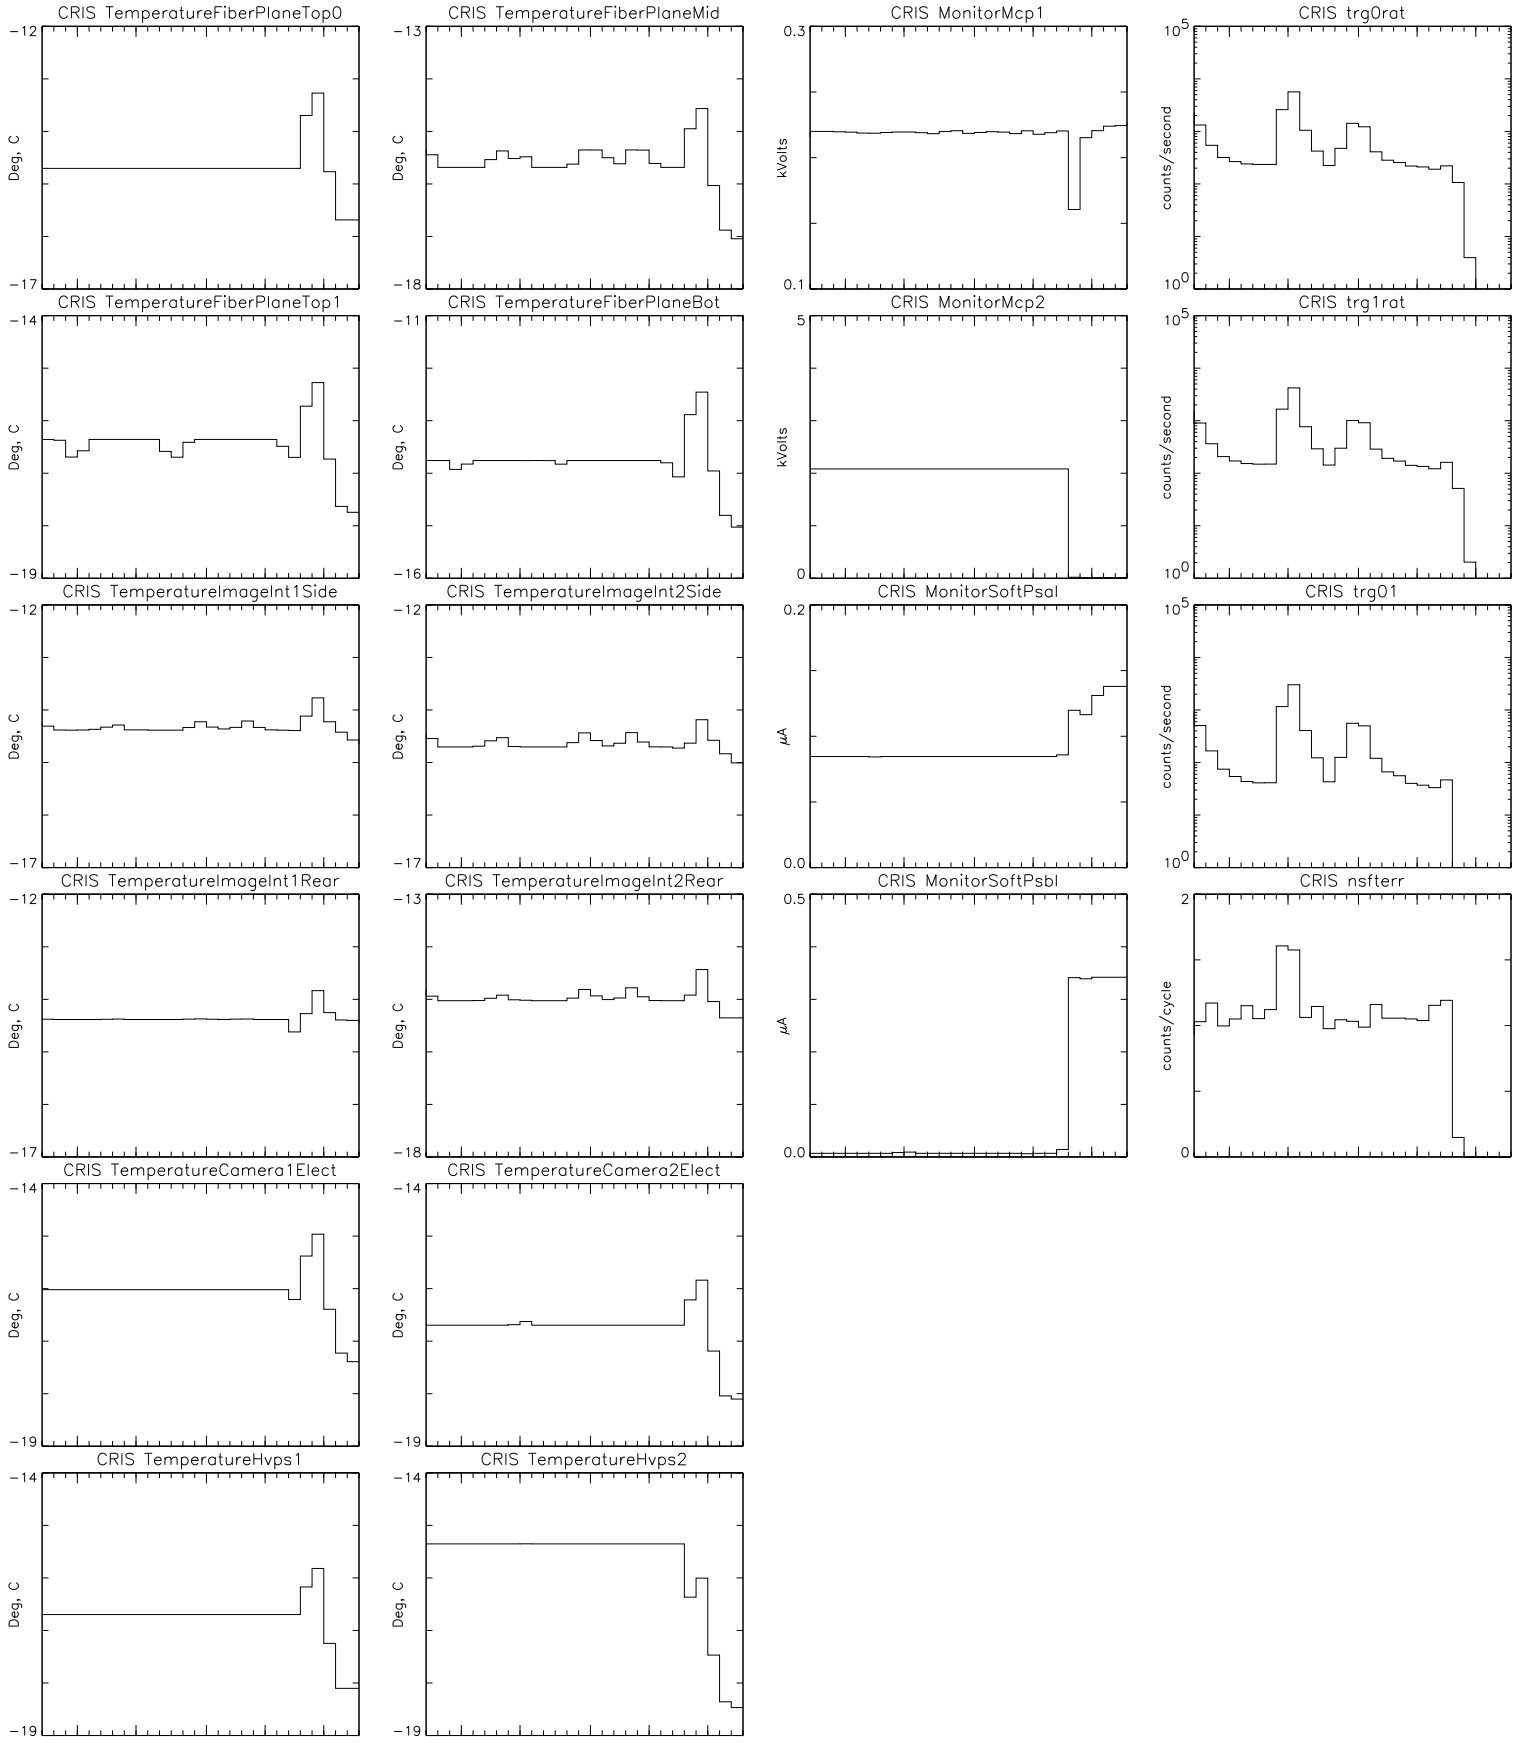 CRIS TemperatureFiberPlaneTop0
-12
Deg, C
-17
CRIS TemperatureFiberPlaneMid
-13
Deg, C
-18
CRIS MonitorMcp1
0.3
kVolts
0.1
CRIS trg0rat
10^5
counts/second
10^0
CRIS TemperatureFiberPlaneTop1
-14
Deg, C
-19
CRIS TemperatureFiberPlaneBot
-11
Deg, C
-16
CRIS MonitorMcp2
5
kVolts
0
CRIS trg1rat
10^5
counts/second
10^0
CRIS TemperatureImageInt1Side
-12
Deg, C
-17
CRIS TemperatureImageInt2Side
-12
Deg, C
-17
CRIS MonitorSoftPsaI
0.2
μA
0.0
CRIS trg01
10^5
counts/second
10^0
CRIS TemperatureImageInt1Rear
-12
Deg, C
-17
CRIS TemperatureImageInt2Rear
-13
Deg, C
-18
CRIS MonitorSoftPsbI
0.5
μA
0.0
CRIS nsfterr
2
counts/cycle
0
CRIS TemperatureCamera1Elect
-14
Deg, C
-19
CRIS TemperatureCamera2Elect
-14
Deg, C
-19
CRIS TemperatureHvps1
-14
Deg, C
-19
CRIS TemperatureHvps2
-14
Deg, C
-19